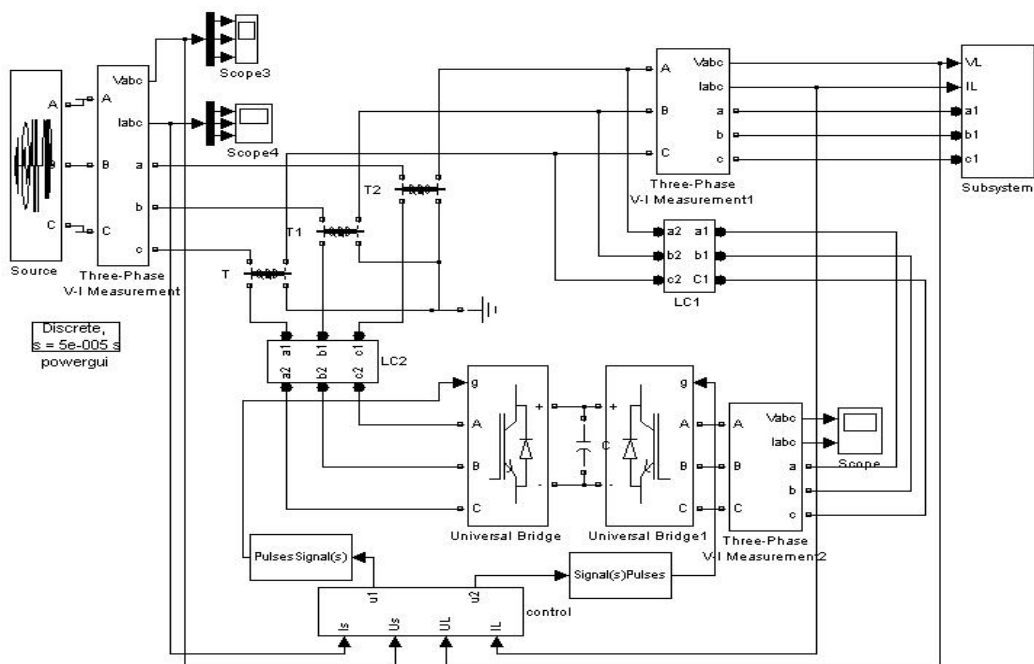 Source
A
B
C
A
B
C
Vabc
Iabc
a
b
c
Three-Phase
V-I Measurement
Discrete,
s = 5e-005 s
powergui
Scope3
Scope4
T2
T1
T
a1 b1 c1
a2 b2 c2
LC2
A
B
C
Vabc
Iabc
a
b
c
Three-Phase
V-I Measurement1
VL
IL
a1
b1
c1
Subsystem
a2 a1
b2 b1
c2 C1
LC1
g
A
B
C
+
-
Universal Bridge
C
+
-
g
A
B
C
Universal Bridge1
A
B
C
Vabc
Iabc
a
b
c
Three-Phase
V-I Measurement2
Scope
PulsesSignal(s)
Signal(s)Pulses
u1 u2
Is Us UL IL
control